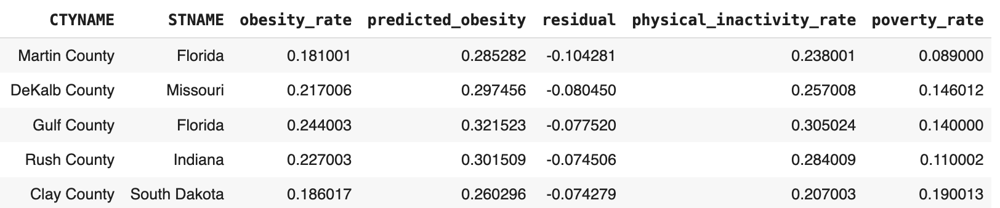 CTYNAME STNAME obesity_rate predicted_obesity residual physical_inactivity_rate poverty_rate
Martin County Florida 0.181001 0.285282 -0.104281 0.238001 0.089000
DeKalb County Missouri 0.217006 0.297456 -0.080450 0.257008 0.146012
Gulf County Florida 0.244003 0.321523 -0.077520 0.305024 0.140000
Rush County Indiana 0.227003 0.301509 -0.074506 0.284009 0.110002
Clay County South Dakota 0.186017 0.260296 -0.074279 0.207003 0.190013